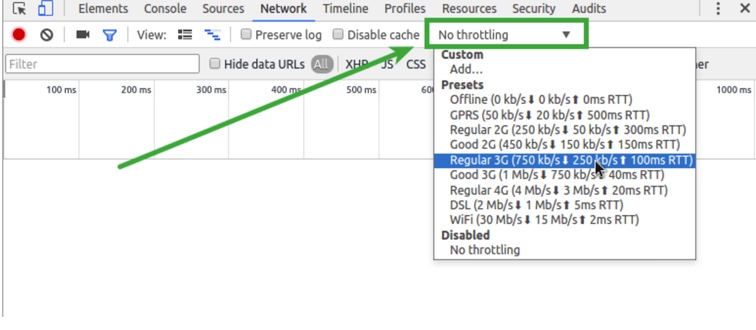 Elements Console Sources Network Timeline Profiles Resources Security Audits
View: Preserve log Disable cache No throttling
Filter Hide data URLs All XHR JS CSS
100 ms 200 ms 300 ms 400 ms 500 ms 1000 ms
Custom
Add...
Presets
Offline (0 kb/s⬇ 0 kb/s⬆ 0ms RTT)
GPRS (50 kb/s⬇ 20 kb/s⬆ 500ms RTT)
Regular 2G (250 kb/s⬇ 50 kb/s⬆ 300ms RTT)
Good 2G (450 kb/s⬇ 150 kb/s⬆ 150ms RTT)
Regular 3G (750 kb/s⬇ 250 kb/s⬆ 100ms RTT)
Good 3G (1 Mb/s⬇ 750 kb/s⬆ 40ms RTT)
Regular 4G (4 Mb/s⬇ 3 Mb/s⬆ 20ms RTT)
DSL (2 Mb/s⬇ 1 Mb/s⬆ 5ms RTT)
WiFi (30 Mb/s⬇ 15 Mb/s⬆ 2ms RTT)
Disabled
No throttling